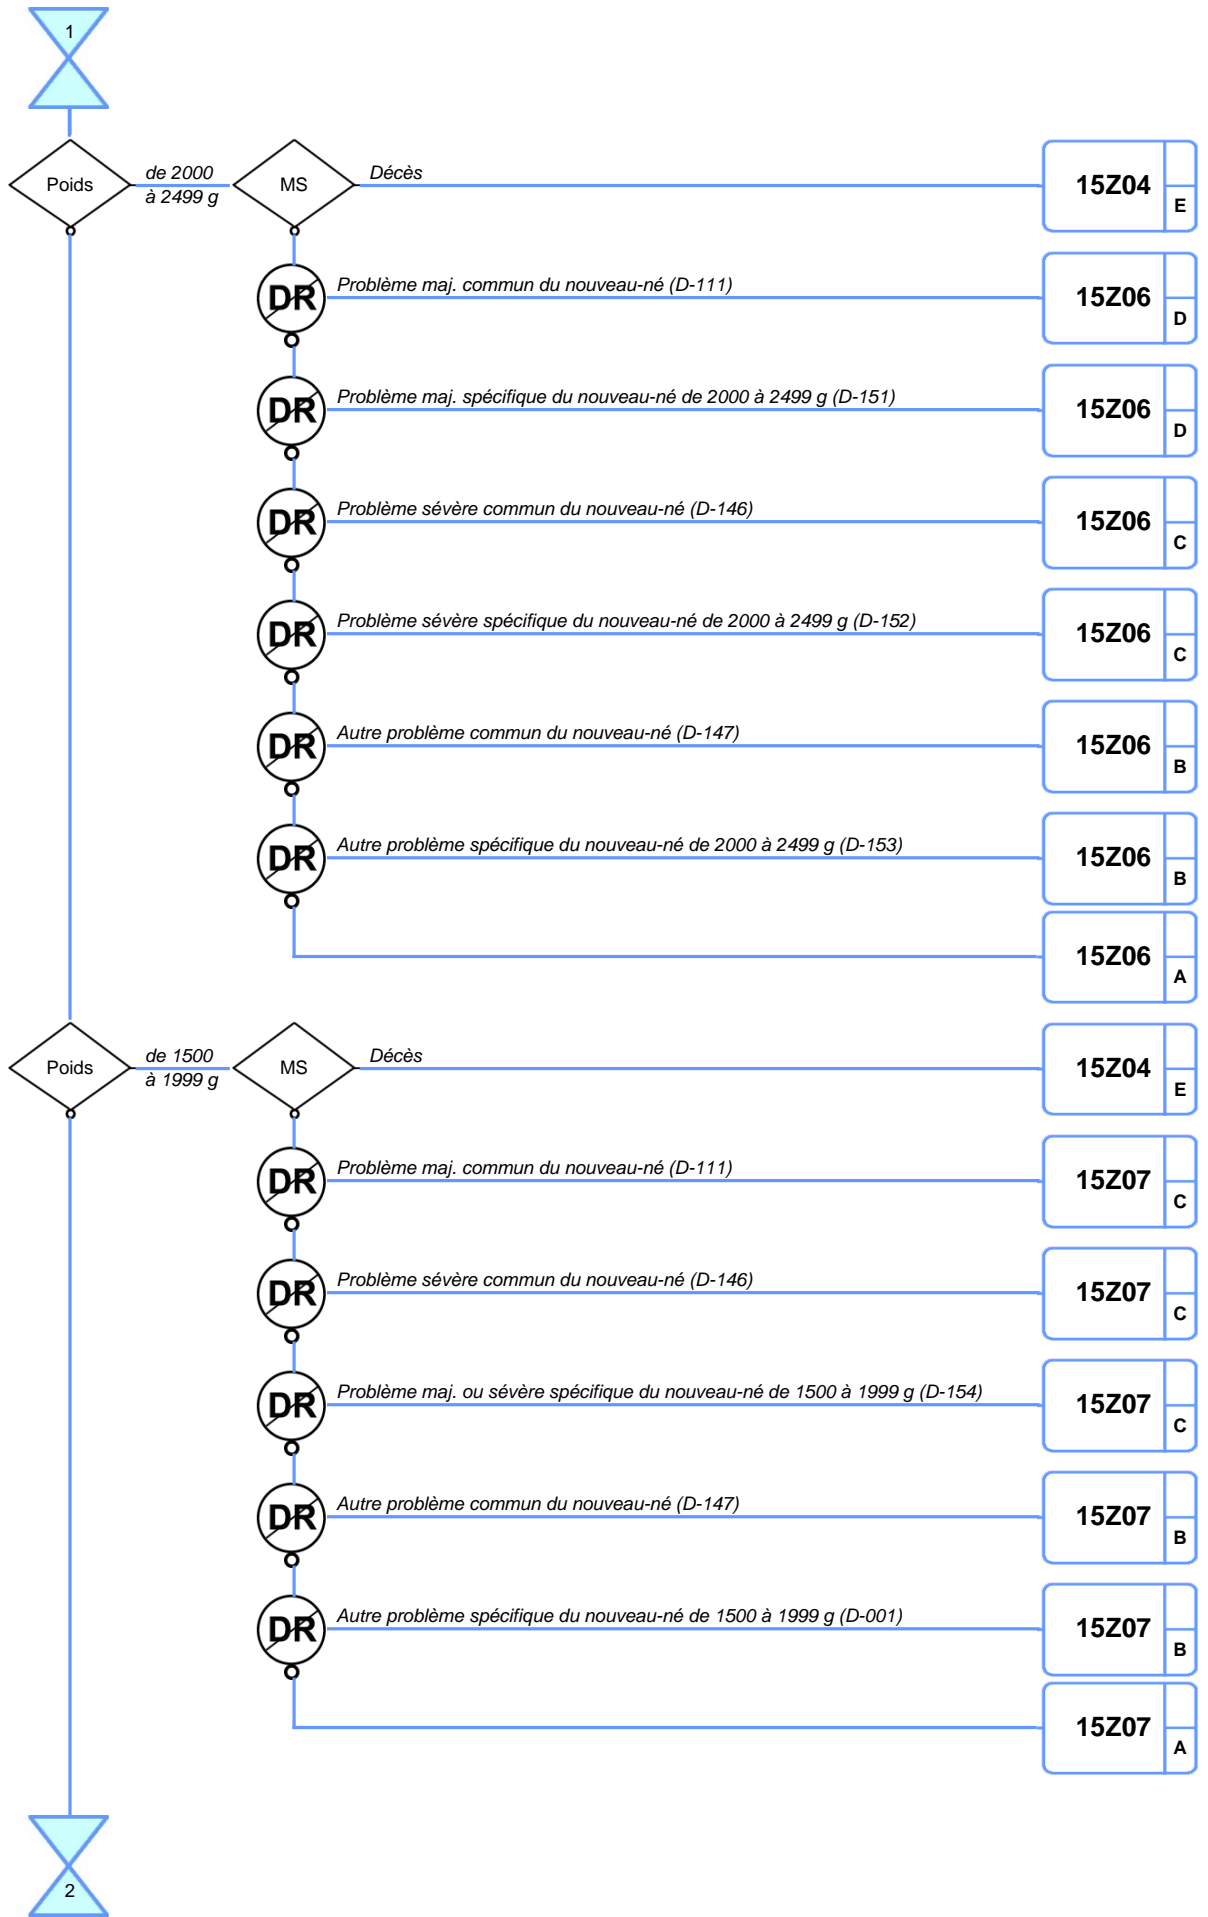 1
Poids
de 2000
à 2499 g
MS
Décès
15Z04
E
DR
Problème maj. commun du nouveau-né (D-111)
15Z06
D
DR
Problème maj. spécifique du nouveau-né de 2000 à 2499 g (D-151)
15Z06
D
DR
Problème sévère commun du nouveau-né (D-146)
15Z06
C
DR
Problème sévère spécifique du nouveau-né de 2000 à 2499 g (D-152)
15Z06
C
DR
Autre problème commun du nouveau-né (D-147)
15Z06
B
DR
Autre problème spécifique du nouveau-né de 2000 à 2499 g (D-153)
15Z06
B
15Z06
A
Poids
de 1500
à 1999 g
MS
Décès
15Z04
E
DR
Problème maj. commun du nouveau-né (D-111)
15Z07
C
DR
Problème sévère commun du nouveau-né (D-146)
15Z07
C
DR
Problème maj. ou sévère spécifique du nouveau-né de 1500 à 1999 g (D-154)
15Z07
C
DR
Autre problème commun du nouveau-né (D-147)
15Z07
B
DR
Autre problème spécifique du nouveau-né de 1500 à 1999 g (D-001)
15Z07
B
15Z07
A
2